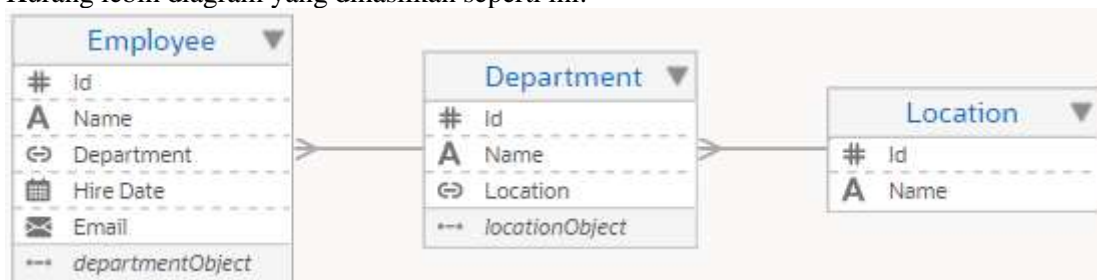 Kurang lebih diagram yang dihasilkan seperti ini:
Employee
Id
Name
Department
Hire Date
Email
departmentObject
Department
Id
Name
Location
locationObject
Location
Id
Name